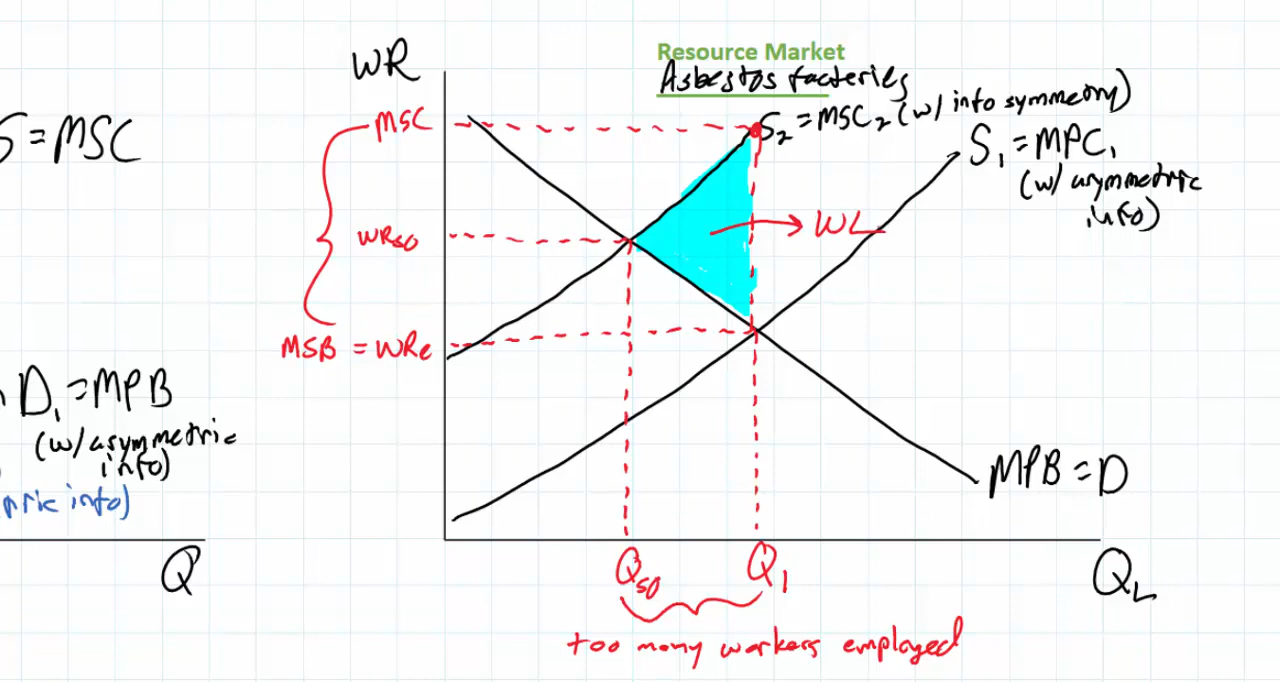 Resource Market
Asbestos factories
WR
S = MSC
MSC
S₂ = MSC₂ (w/ info symmetry)
S₁ = MPC₁
(w/ asymmetric
info)
WRso
WL
MSB = WRe
D₁ = MPB
(w/ asymmetric
info)
info)
MPB = D
Q
Qso
Q₁
QL
too many workers employed